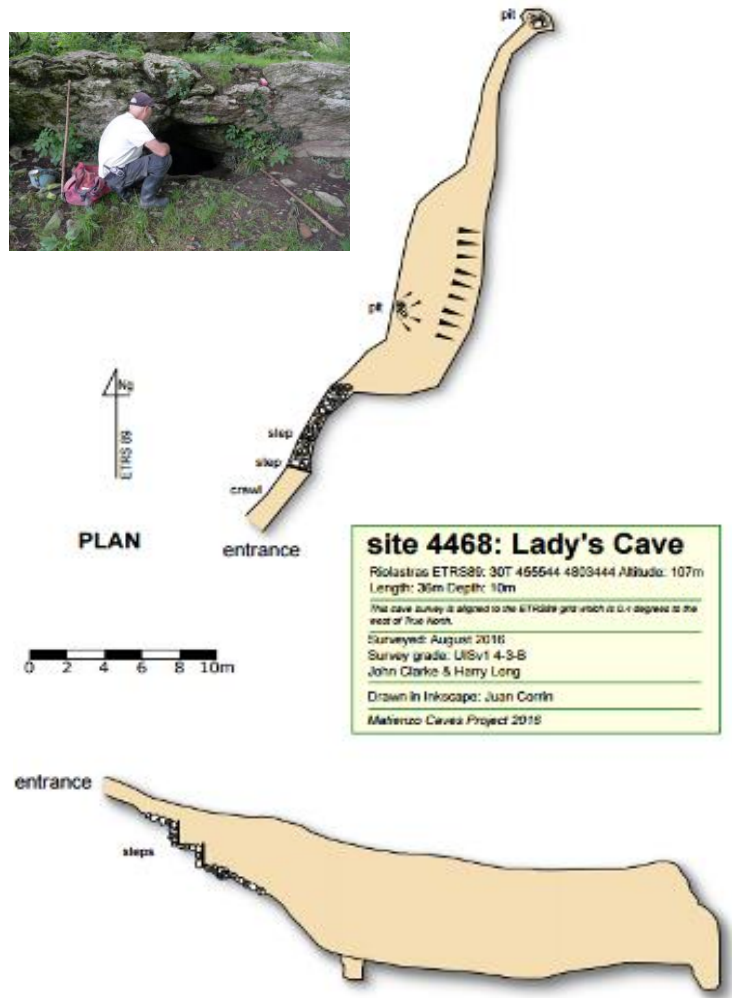 pit
pit
Ng
ETRS 89
step
step
crawl
PLAN
entrance
site 4468: Lady's Cave
Riolastras ETRS89: 30T 455544 4803444 Altitude: 107m
Length: 36m Depth: 10m
This cave survey is aligned to the ETRS89 grid which is 0.4 degrees to the
west of True North.
Surveyed: August 2016
Survey grade: UISv1 4-3-B
John Clarke & Harry Long
Drawn in Inkscape: Juan Corrin
Matienzo Caves Project 2016
0 2 4 6 8 10m
entrance
steps